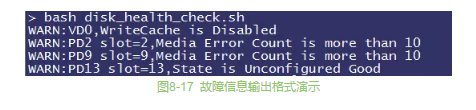 > bash disk_health_check.sh
WARN:VD0,WriteCache is Disabled
WARN:PD2 slot=2,Media Error Count is more than 10
WARN:PD9 slot=9,Media Error Count is more than 10
WARN:PD13 slot=13,State is Unconfigured Good
图8-17 故障信息输出格式演示